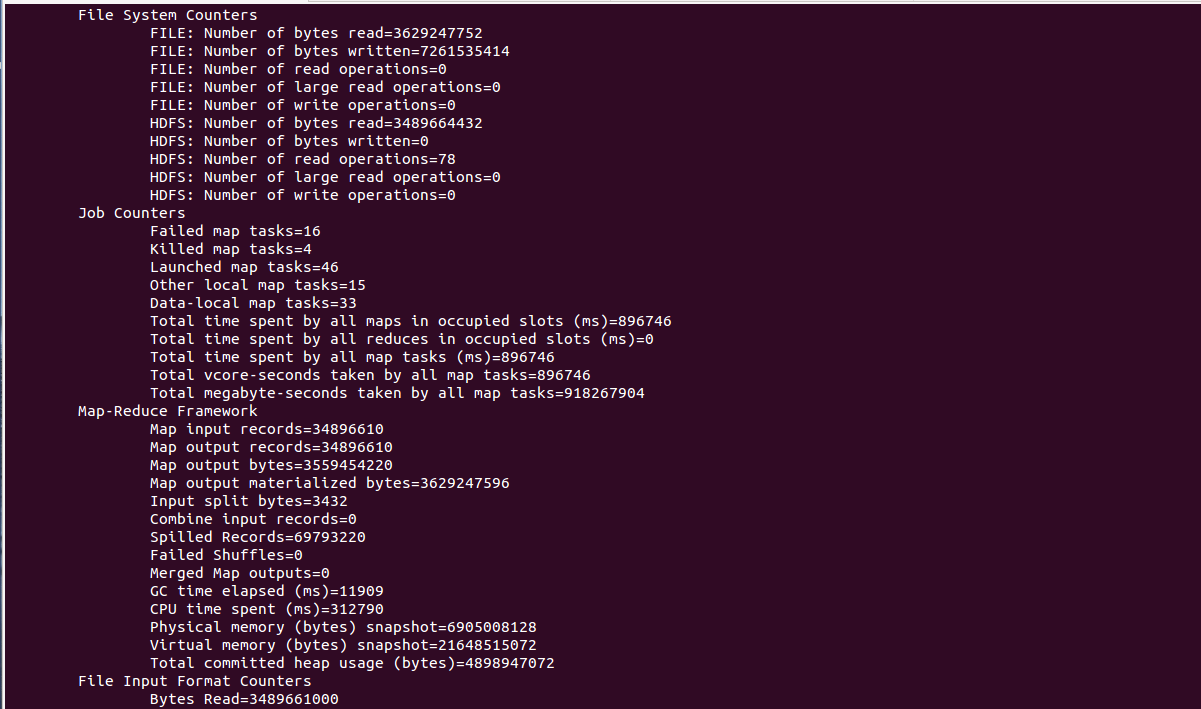 File System Counters
FILE: Number of bytes read=3629247752
FILE: Number of bytes written=7261535414
FILE: Number of read operations=0
FILE: Number of large read operations=0
FILE: Number of write operations=0
HDFS: Number of bytes read=3489664432
HDFS: Number of bytes written=0
HDFS: Number of read operations=78
HDFS: Number of large read operations=0
HDFS: Number of write operations=0
Job Counters
Failed map tasks=16
Killed map tasks=4
Launched map tasks=46
Other local map tasks=15
Data-local map tasks=33
Total time spent by all maps in occupied slots (ms)=896746
Total time spent by all reduces in occupied slots (ms)=0
Total time spent by all map tasks (ms)=896746
Total vcore-seconds taken by all map tasks=896746
Total megabyte-seconds taken by all map tasks=918267904
Map-Reduce Framework
Map input records=34896610
Map output records=34896610
Map output bytes=3559454220
Map output materialized bytes=3629247596
Input split bytes=3432
Combine input records=0
Spilled Records=69793220
Failed Shuffles=0
Merged Map outputs=0
GC time elapsed (ms)=11909
CPU time spent (ms)=312790
Physical memory (bytes) snapshot=6905008128
Virtual memory (bytes) snapshot=21648515072
Total committed heap usage (bytes)=4898947072
File Input Format Counters
Bytes Read=3489661000